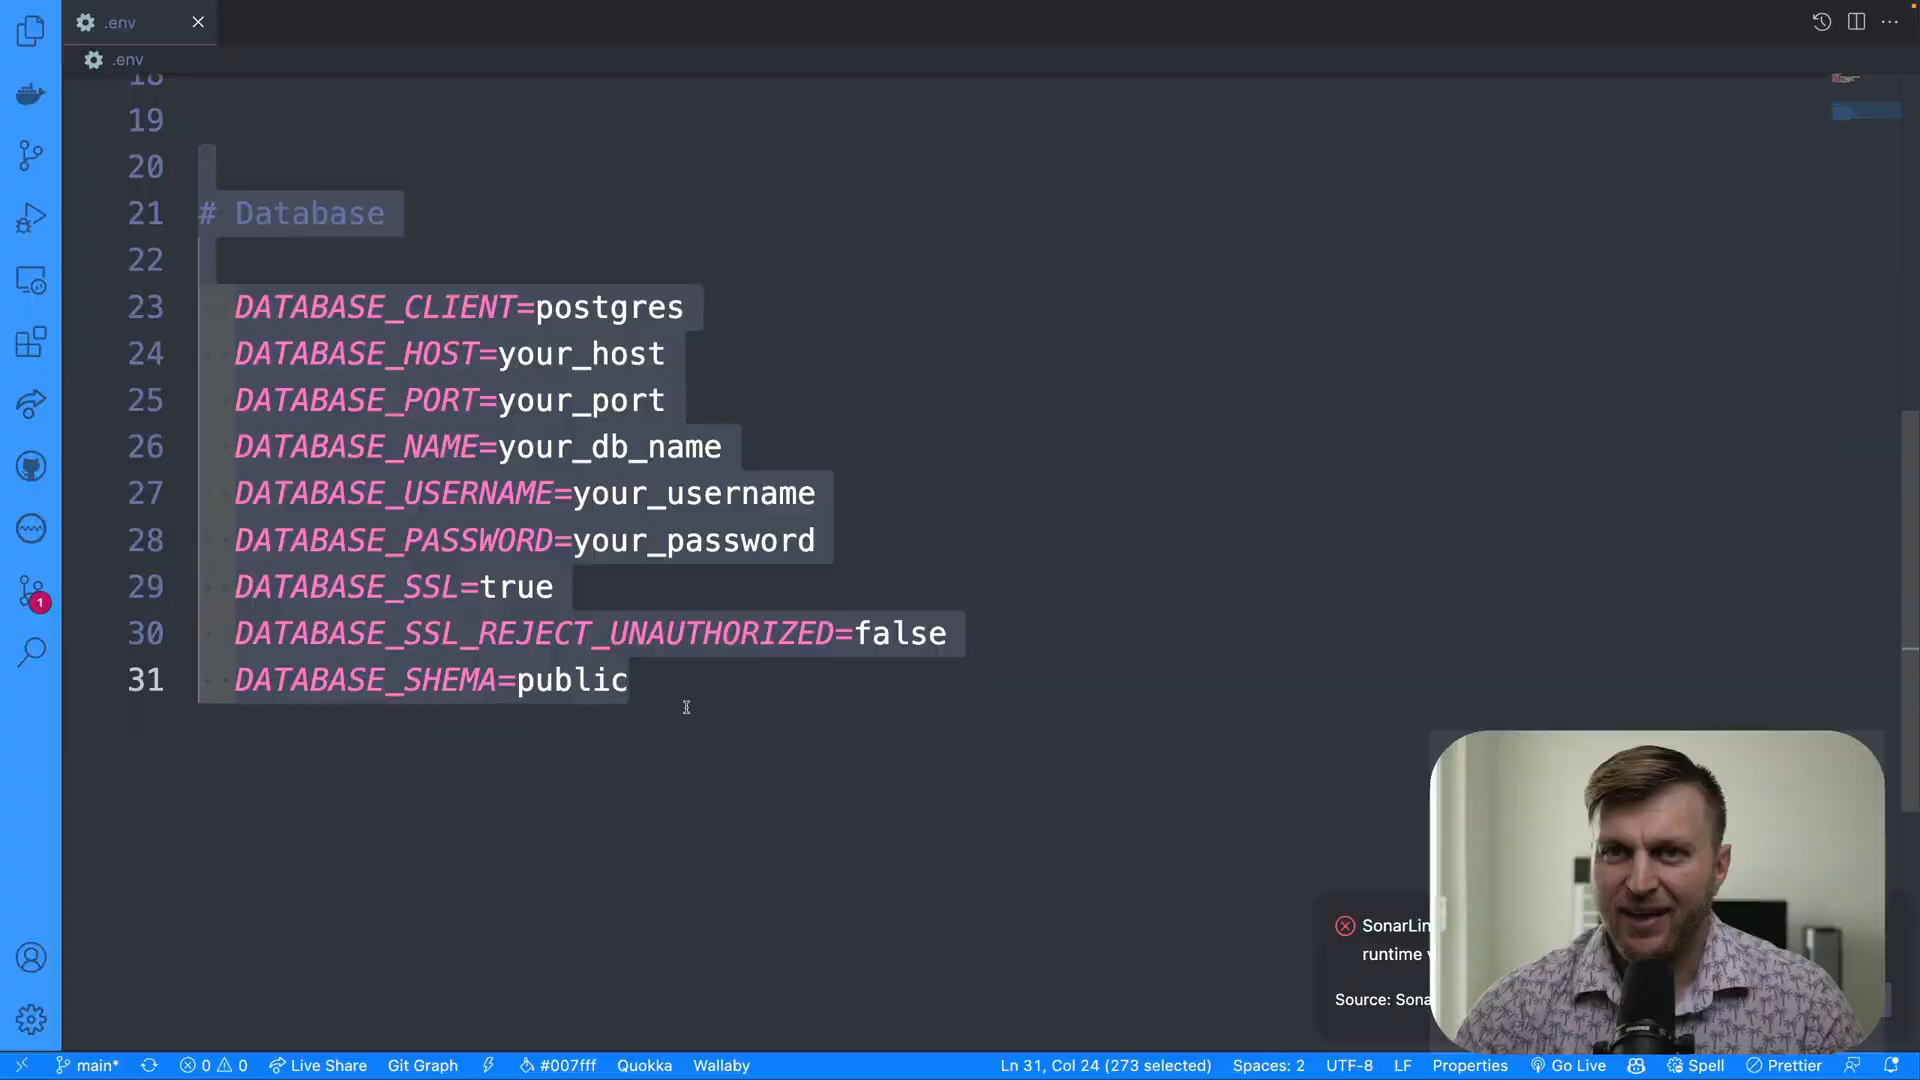 .env
.env
18
19
20
21 # Database
22
23 DATABASE_CLIENT=postgres
24 DATABASE_HOST=your_host
25 DATABASE_PORT=your_port
26 DATABASE_NAME=your_db_name
27 DATABASE_USERNAME=your_username
28 DATABASE_PASSWORD=your_password
29 DATABASE_SSL=true
30 DATABASE_SSL_REJECT_UNAUTHORIZED=false
31 DATABASE_SHEMA=public
1
SonarLin
runtime
Source: Sona
main* 0 0 Live Share Git Graph #007fff Quokka Wallaby Ln 31, Col 24 (273 selected) Spaces: 2 UTF-8 LF Properties Go Live Spell Prettier